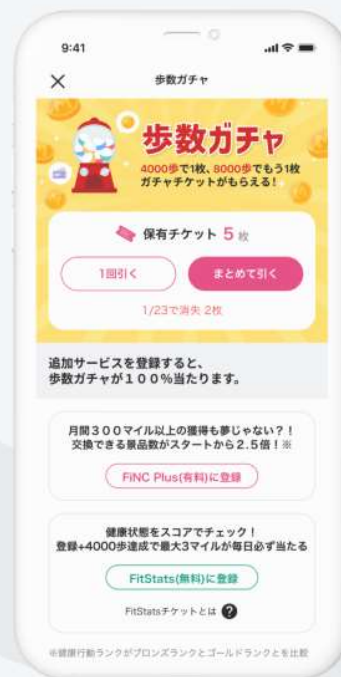 9:41
歩数ガチャ
歩数ガチャ
4000歩で1枚、8000歩でもう1枚
ガチャチケットがもらえる！
保有チケット 5 枚
1回引く
まとめて引く
1/23で消失 2枚
追加サービスを登録すると、
歩数ガチャが１００％当たります。
月間３００マイル以上の獲得も夢じゃない？！
交換できる景品数がスタートから２.５倍！※
FiNC Plus(有料)に登録
健康状態をスコアでチェック！
登録+4000歩達成で最大3マイルが毎日必ず当たる
FitStats(無料)に登録
FitStatsチケットとは ?
※健康行動ランクがブロンズランクとゴールドランクとを比較